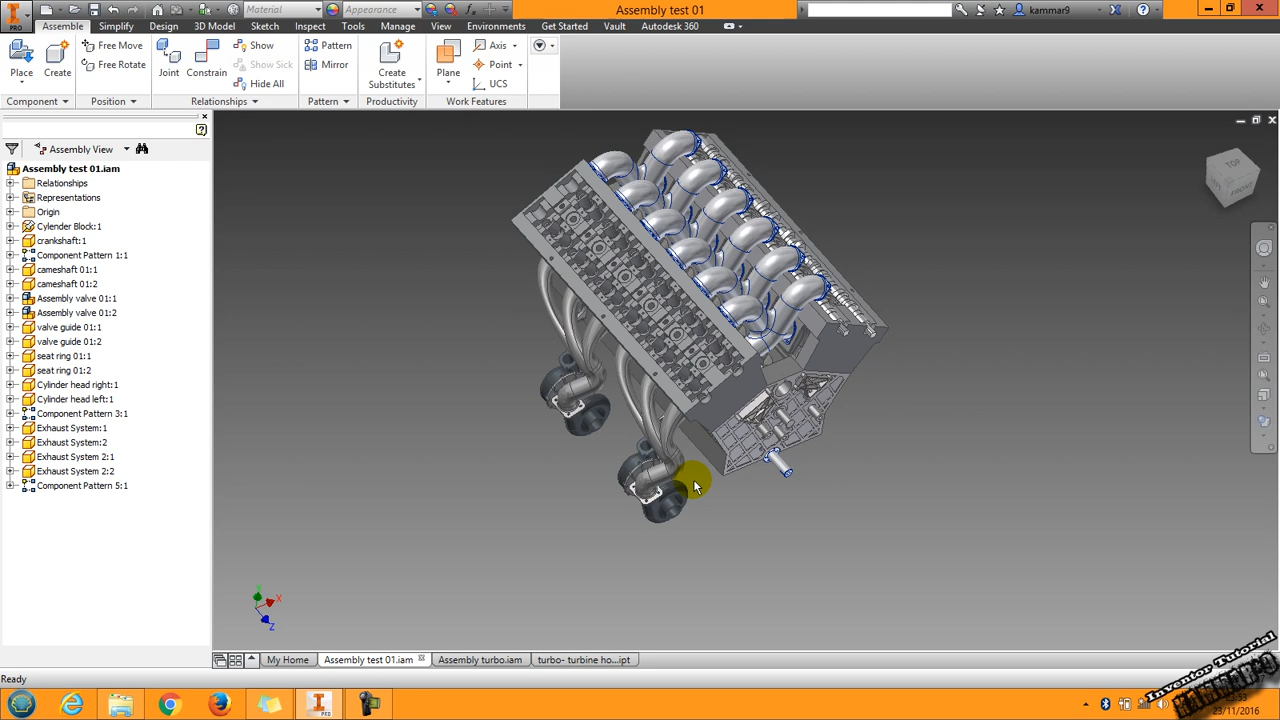 Material
Appearance
Assembly test 01
kammar9
PRO
Assemble Simplify Design 3D Model Sketch Inspect Tools Manage View Environments Get Started Vault Autodesk 360
Place
Create
Free Move
Free Rotate
Joint
Constrain
Show
Show Sick
Hide All
Pattern
Mirror
Create
Substitutes
Plane
Axis
Point
UCS
Component Position Relationships Pattern Productivity Work Features
Assembly View
Assembly test 01.iam
Relationships
Representations
Origin
Cylender Block:1
crankshaft:1
Component Pattern 1:1
cameshaft 01:1
cameshaft 01:2
Assembly valve 01:1
Assembly valve 01:2
valve guide 01:1
valve guide 01:2
seat ring 01:1
seat ring 01:2
Cylinder head right:1
Cylinder head left:1
Component Pattern 3:1
Exhaust System:1
Exhaust System:2
Exhaust System 2:1
Exhaust System 2:2
Component Pattern 5:1
TOP
FRONT
Y
X
Z
My Home Assembly test 01.iam Assembly turbo.iam turbo- turbine ho...ipt
Ready
Inventor Tutorial
23/11/2016